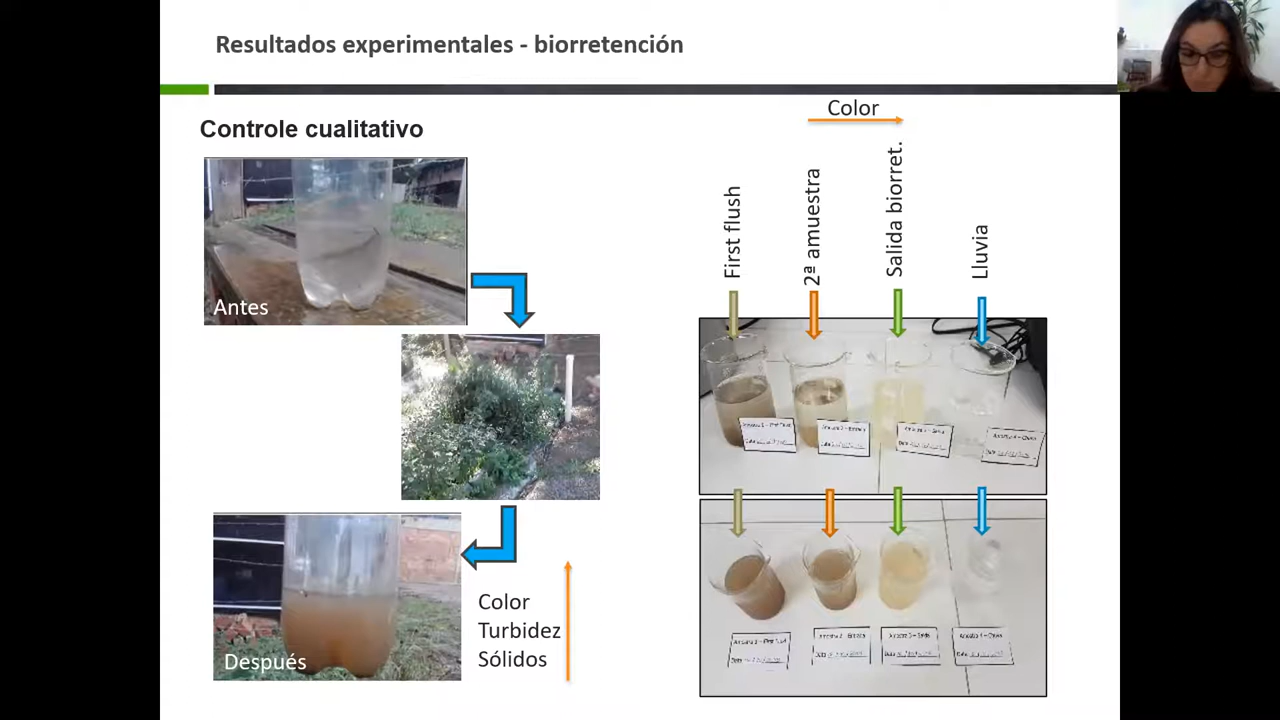 Resultados experimentales - biorretención
Controle cualitativo
Antes
Después
Color
Turbidez
Sólidos
Color
First flush
2ª amuestra
Salida biorret.
Lluvia